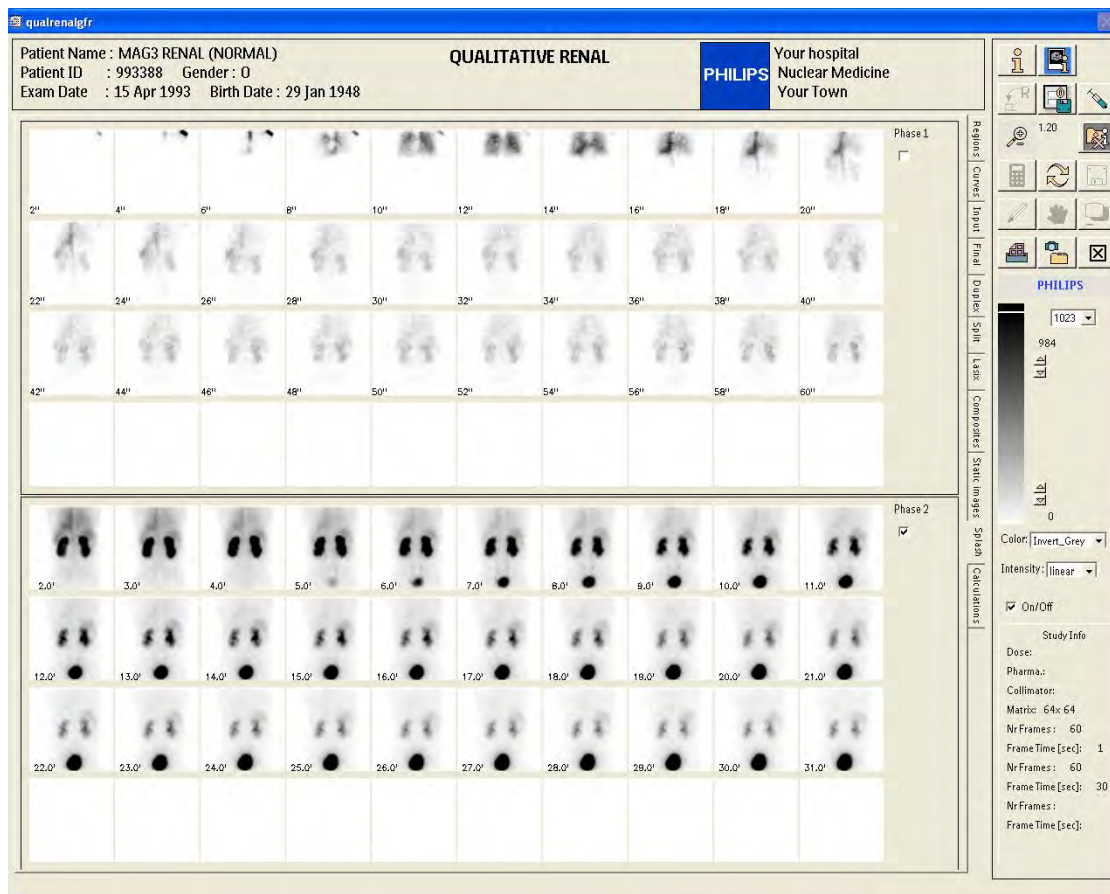 qualrenalgfr
Patient Name : MAG3 RENAL (NORMAL)
Patient ID : 993388 Gender : O
Exam Date : 15 Apr 1993 Birth Date : 29 Jan 1948
QUALITATIVE RENAL
PHILIPS
Your hospital
Nuclear Medicine
Your Town
Phase 1
2" 4" 6" 8" 10" 12" 14" 16" 18" 20"
22" 24" 26" 28" 30" 32" 34" 36" 38" 40"
42" 44" 46" 48" 50" 52" 54" 56" 58" 60"
Phase 2
2.0' 3.0' 4.0' 5.0' 6.0' 7.0' 8.0' 9.0' 10.0' 11.0'
12.0' 13.0' 14.0' 15.0' 16.0' 17.0' 18.0' 19.0' 20.0' 21.0'
22.0' 23.0' 24.0' 25.0' 26.0' 27.0' 28.0' 29.0' 30.0' 31.0'
Regions
Curves
Input
Final
Duplex
Split
Lasix
Composites
Static images
Splash
Calculations
R
1.20
PHILIPS
1023
984
0
Color: Invert_Grey
Intensity: linear
On/Off
Study Info
Dose:
Pharma.:
Collimator:
Matrix: 64x 64
Nr Frames : 60
Frame Time [sec]: 1
Nr Frames : 60
Frame Time [sec]: 30
Nr Frames :
Frame Time [sec]: